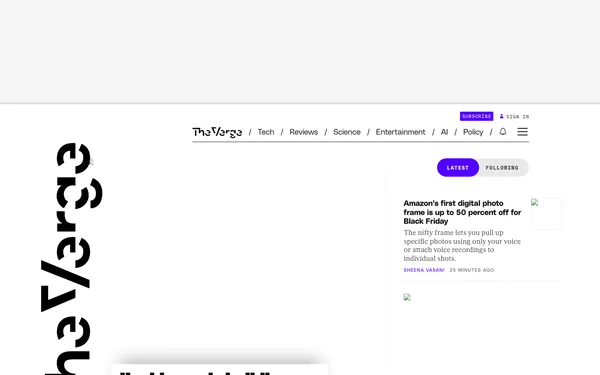 SUBSCRIBE SIGN IN
The Verge / Tech / Reviews / Science / Entertainment / AI / Policy /
The Verge
LATEST FOLLOWING
Amazon's first digital photo
frame is up to 50 percent off for
Black Friday
The nifty frame lets you pull up
specific photos using only your voice
or attach voice recordings to
individual shots.
SHEENA VASANI 25 MINUTES AGO